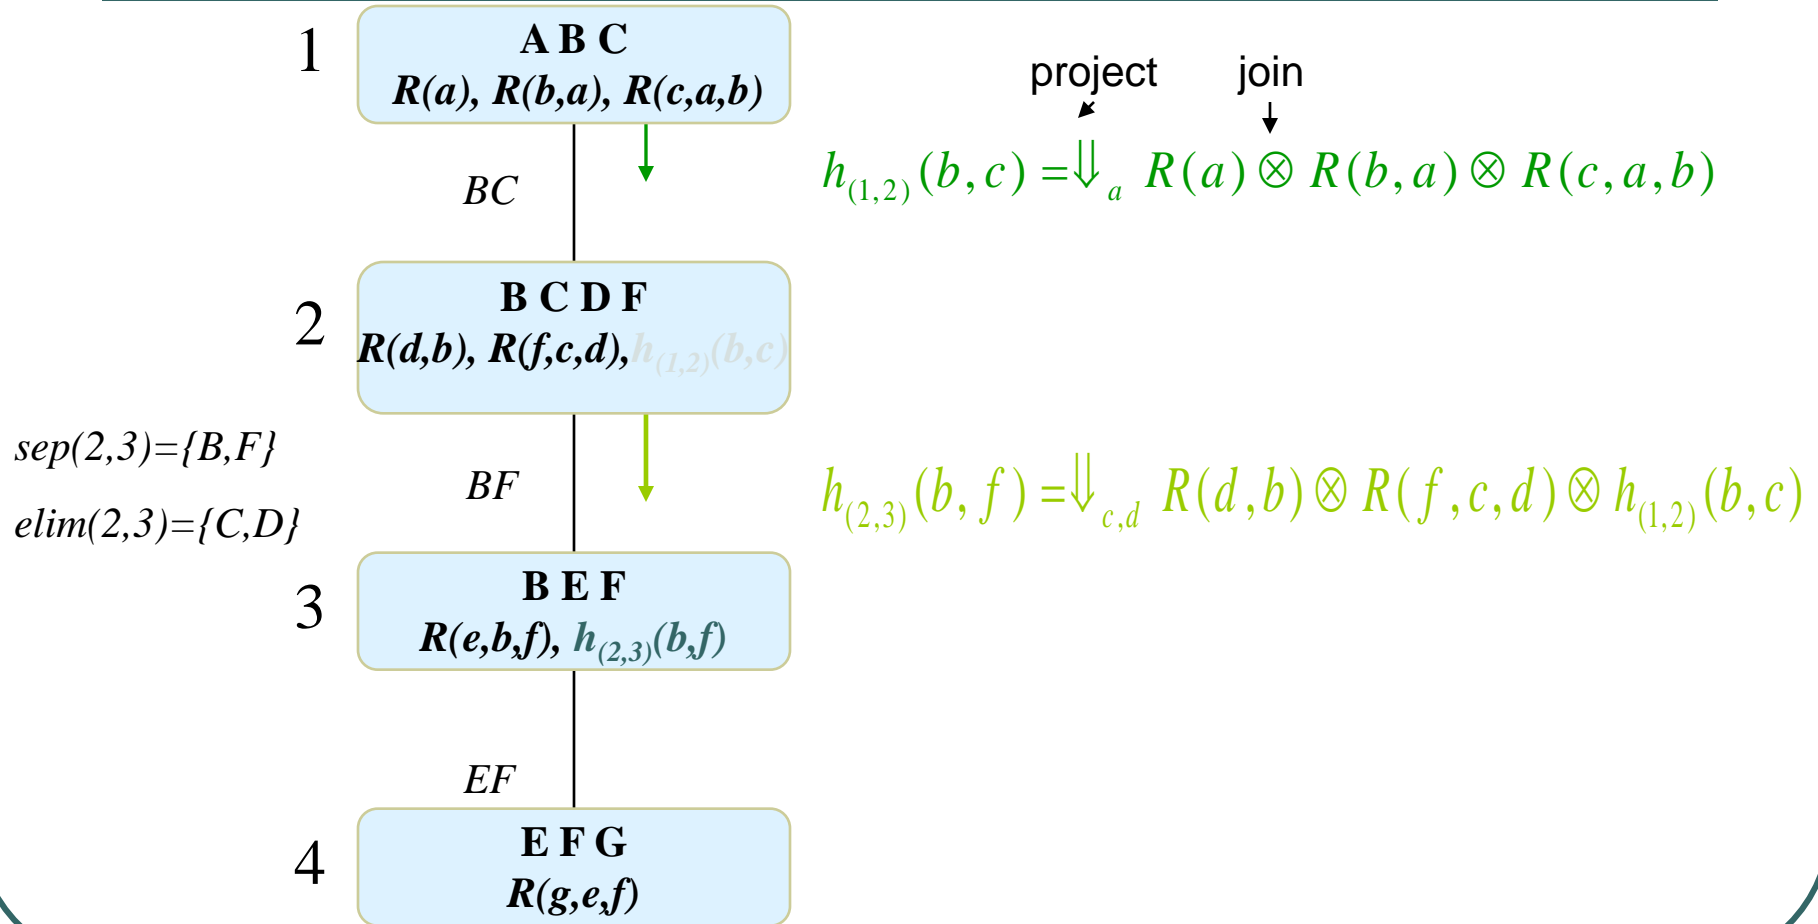 1
A B C
R(a), R(b,a), R(c,a,b)
project join
h(1,2)(b,c) =⇓a R(a) ⊗ R(b,a) ⊗ R(c,a,b)
BC
2
B C D F
R(d,b), R(f,c,d),h(1,2)(b,c)
sep(2,3)={B,F}
elim(2,3)={C,D}
BF
h(2,3)(b,f) =⇓c,d R(d,b) ⊗ R(f,c,d) ⊗ h(1,2)(b,c)
3
B E F
R(e,b,f), h(2,3)(b,f)
EF
4
E F G
R(g,e,f)